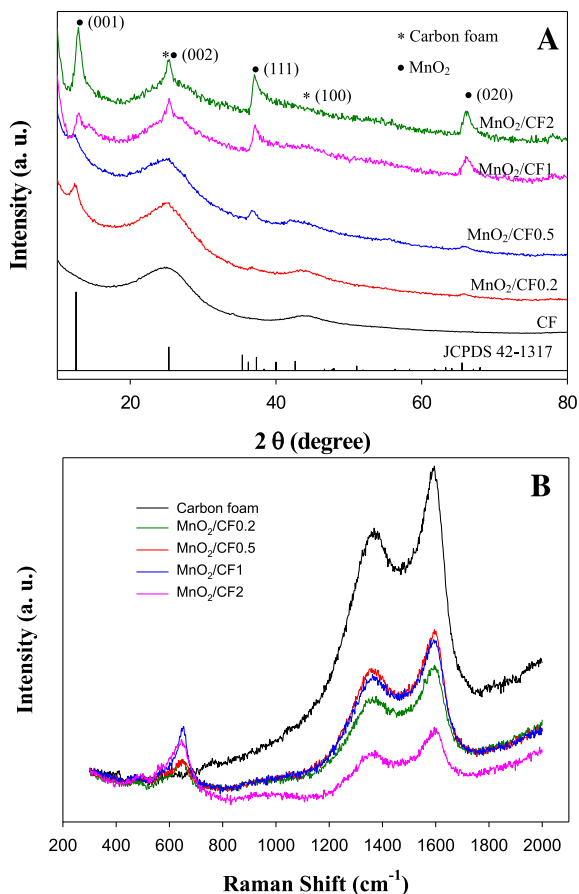 ● (001)
* ● (002)
* Carbon foam
A
● (111)
● MnO₂
* (100)
● (020)
MnO₂/CF2
MnO₂/CF1
MnO₂/CF0.5
MnO₂/CF0.2
CF
JCPDS 42-1317
Intensity (a. u.)
20 40 60 80
2 θ (degree)
B
Carbon foam
MnO₂/CF0.2
MnO₂/CF0.5
MnO₂/CF1
MnO₂/CF2
Intensity (a. u.)
200 400 600 800 1000 1200 1400 1600 1800 2000
Raman Shift (cm⁻¹)